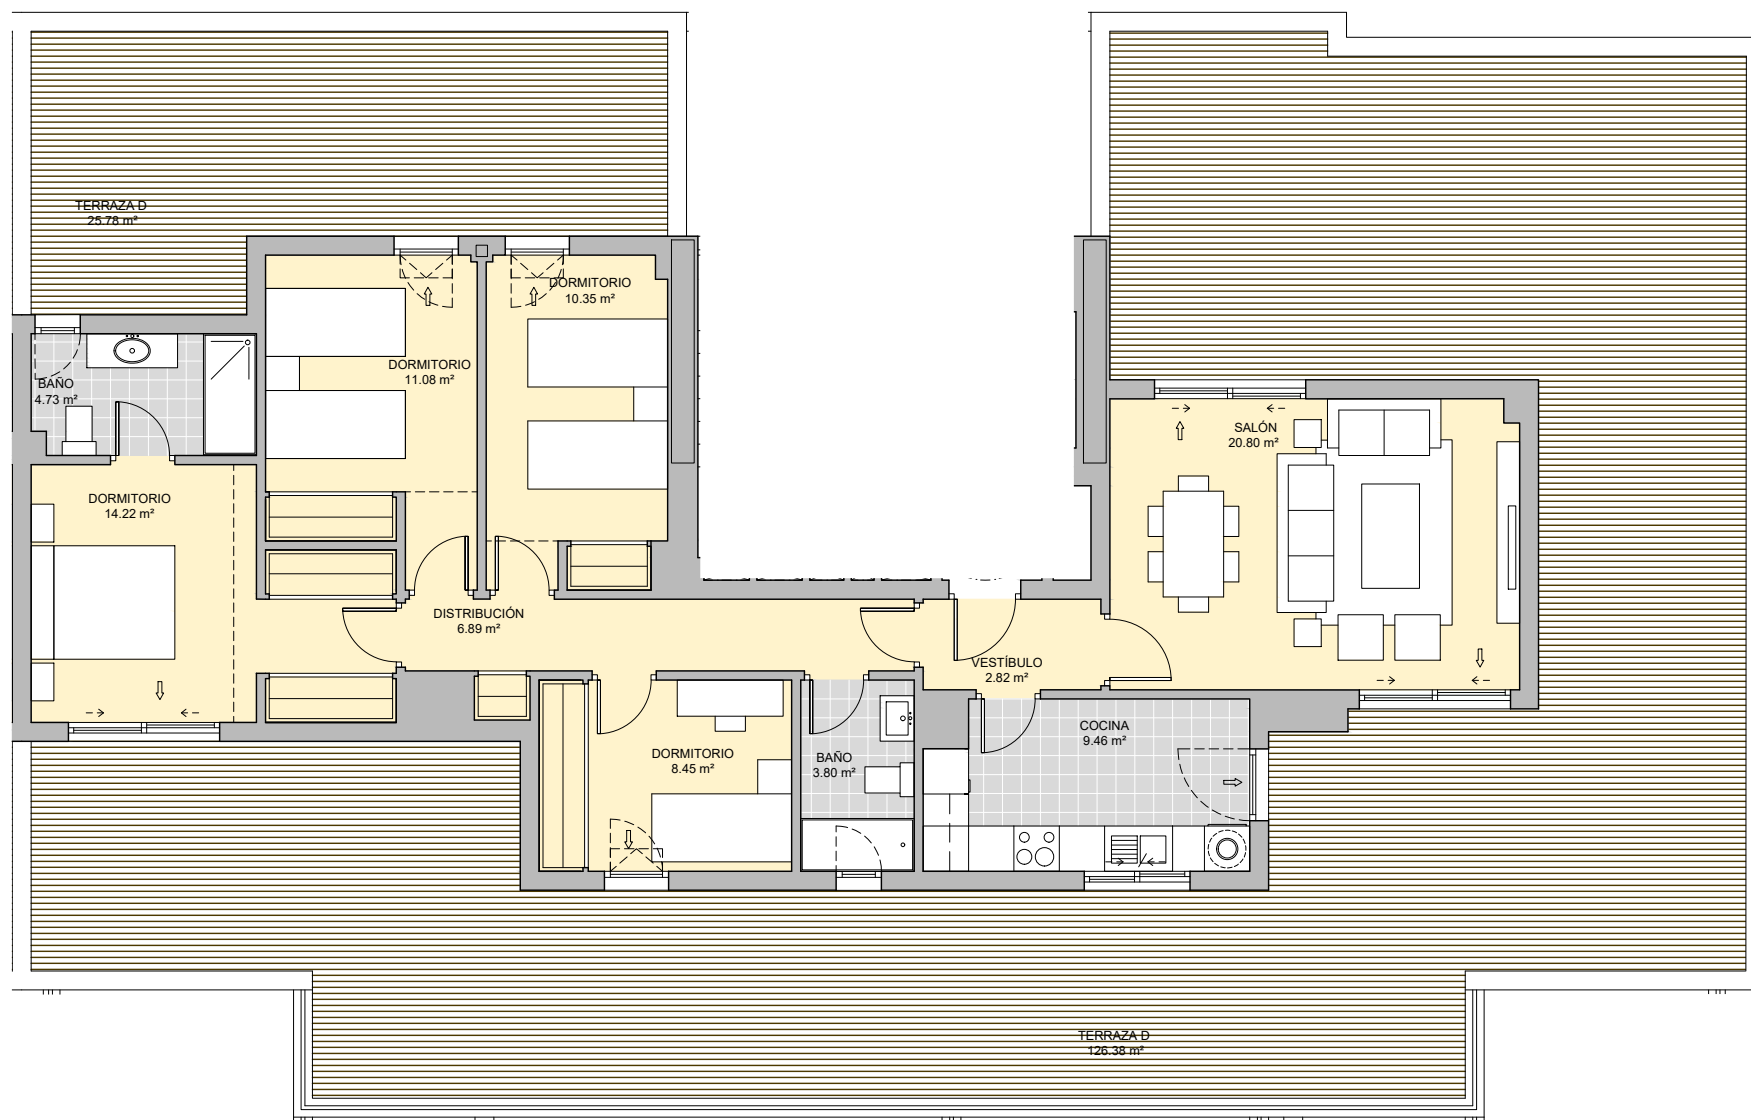 TERRAZA D
25.78 m²
DORMITORIO
10.35 m²
DORMITORIO
11.08 m²
BAÑO
4.73 m²
SALÓN
20.80 m²
DORMITORIO
14.22 m²
DISTRIBUCIÓN
6.89 m²
VESTÍBULO
2.82 m²
COCINA
9.46 m²
DORMITORIO
8.45 m²
BAÑO
3.80 m²
TERRAZA D
126.38 m²